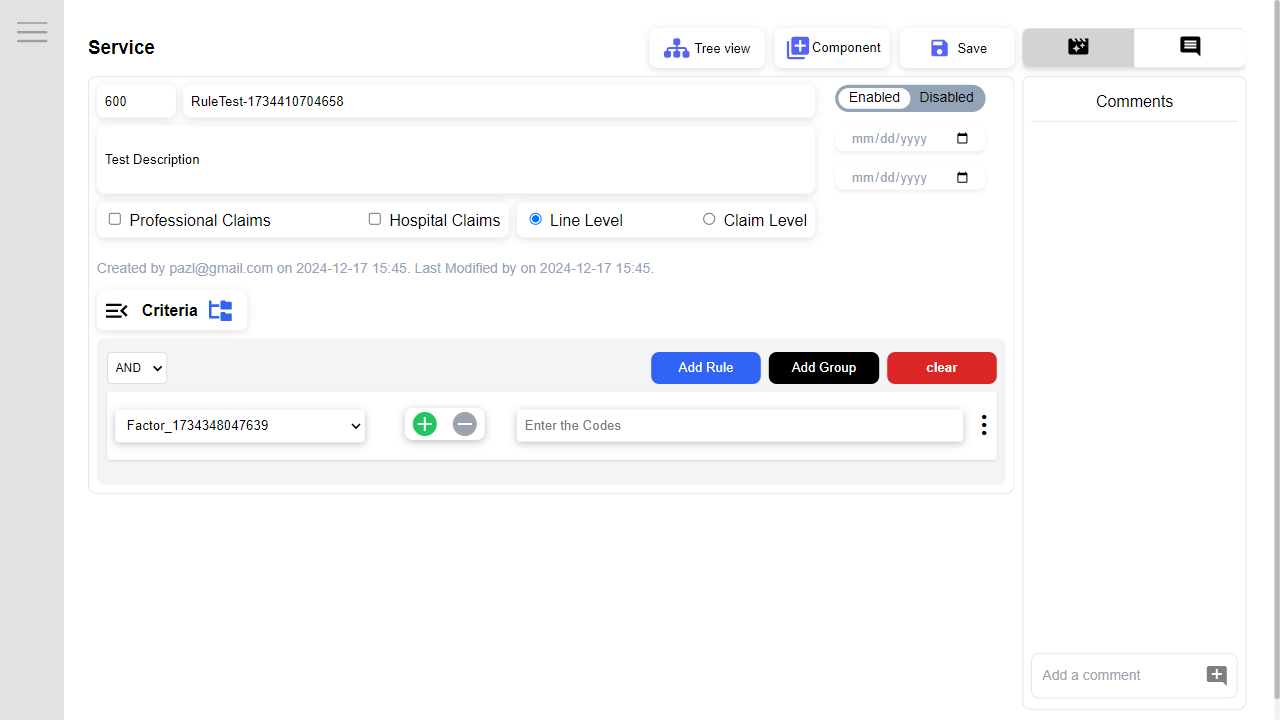 Service
Tree view
Component
Save
600
RuleTest-1734410704658
Enabled
Disabled
Test Description
mm/dd/yyyy
mm/dd/yyyy
Professional Claims
Hospital Claims
Line Level
Claim Level
Created by pazl@gmail.com on 2024-12-17 15:45. Last Modified by on 2024-12-17 15:45.
Criteria
AND
Add Rule
Add Group
clear
Factor_1734348047639
Enter the Codes
Comments
Add a comment